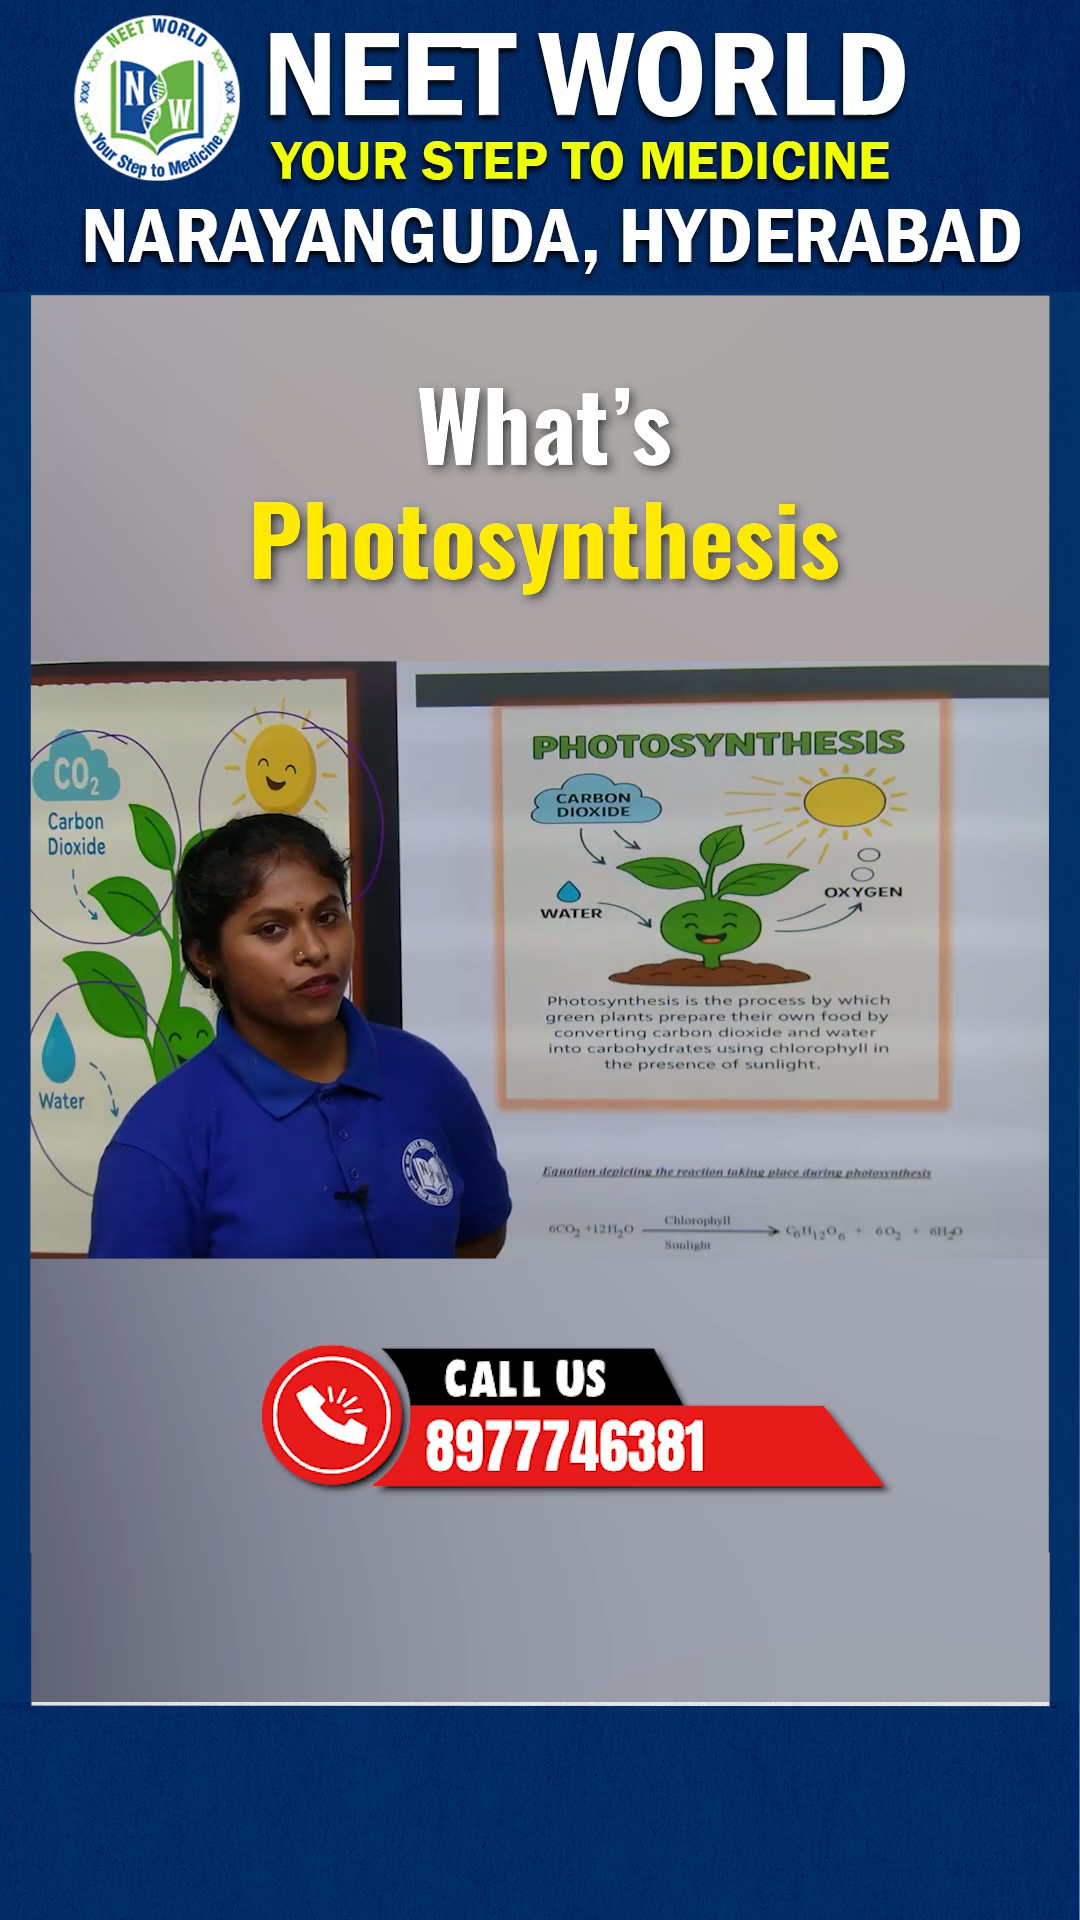 NEET WORLD
N W
Your Step to Medicine
NEET WORLD
YOUR STEP TO MEDICINE
NARAYANGUDA, HYDERABAD
What's
Photosynthesis
CO2
Carbon
Dioxide
Water
PHOTOSYNTHESIS
CARBON
DIOXIDE
WATER
OXYGEN
Photosynthesis is the process by which
green plants prepare their own food by
converting carbon dioxide and water
into carbohydrates using chlorophyll in
the presence of sunlight.
NEET WORLD
Equation depicting the reaction taking place during photosynthesis
6CO2 +12H2O Chlorophyll C6H12O6 + 6O2 + 6H2O
Sunlight
CALL US
8977746381